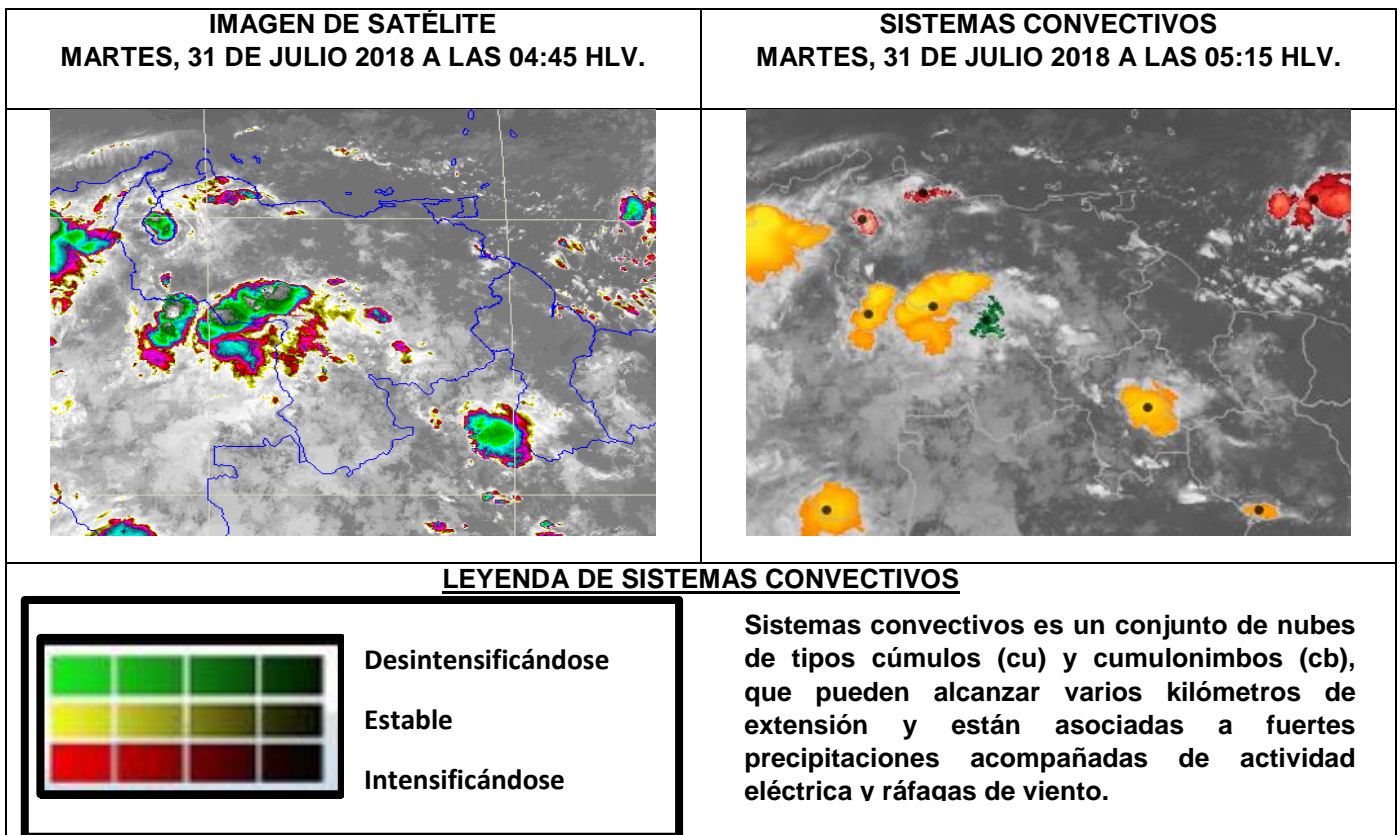 IMAGEN DE SATÉLITE
MARTES, 31 DE JULIO 2018 A LAS 04:45 HLV.
SISTEMAS CONVECTIVOS
MARTES, 31 DE JULIO 2018 A LAS 05:15 HLV.
LEYENDA DE SISTEMAS CONVECTIVOS
Desintensificándose
Estable
Intensificándose
Sistemas convectivos es un conjunto de nubes
de tipos cúmulos (cu) y cumulonimbos (cb),
que pueden alcanzar varios kilómetros de
extensión y están asociadas a fuertes
precipitaciones acompañadas de actividad
eléctrica y ráfagas de viento.